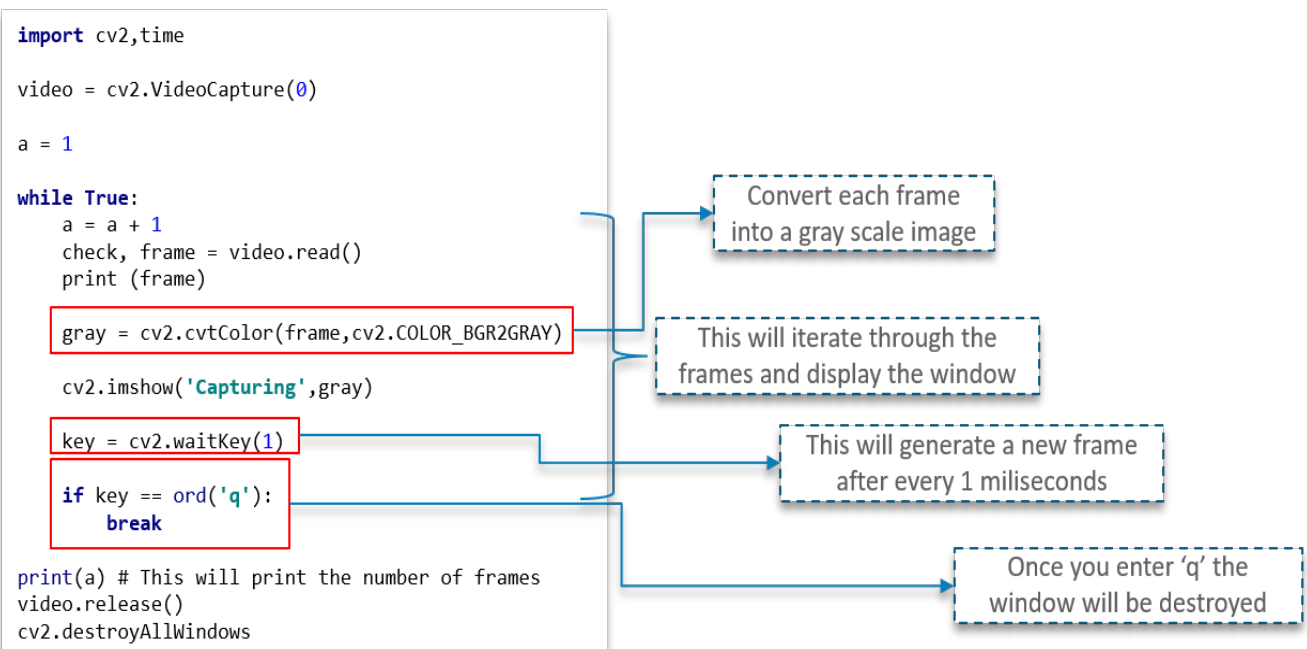 import cv2,time
video = cv2.VideoCapture(0)
a = 1
while True:
a = a + 1
check, frame = video.read()
print (frame)
gray = cv2.cvtColor(frame,cv2.COLOR_BGR2GRAY)
cv2.imshow('Capturing',gray)
key = cv2.waitKey(1)
if key == ord('q'):
break
print(a) # This will print the number of frames
video.release()
cv2.destroyAllWindows
Convert each frame
into a gray scale image
This will iterate through the
frames and display the window
This will generate a new frame
after every 1 miliseconds
Once you enter ‘q’ the
window will be destroyed